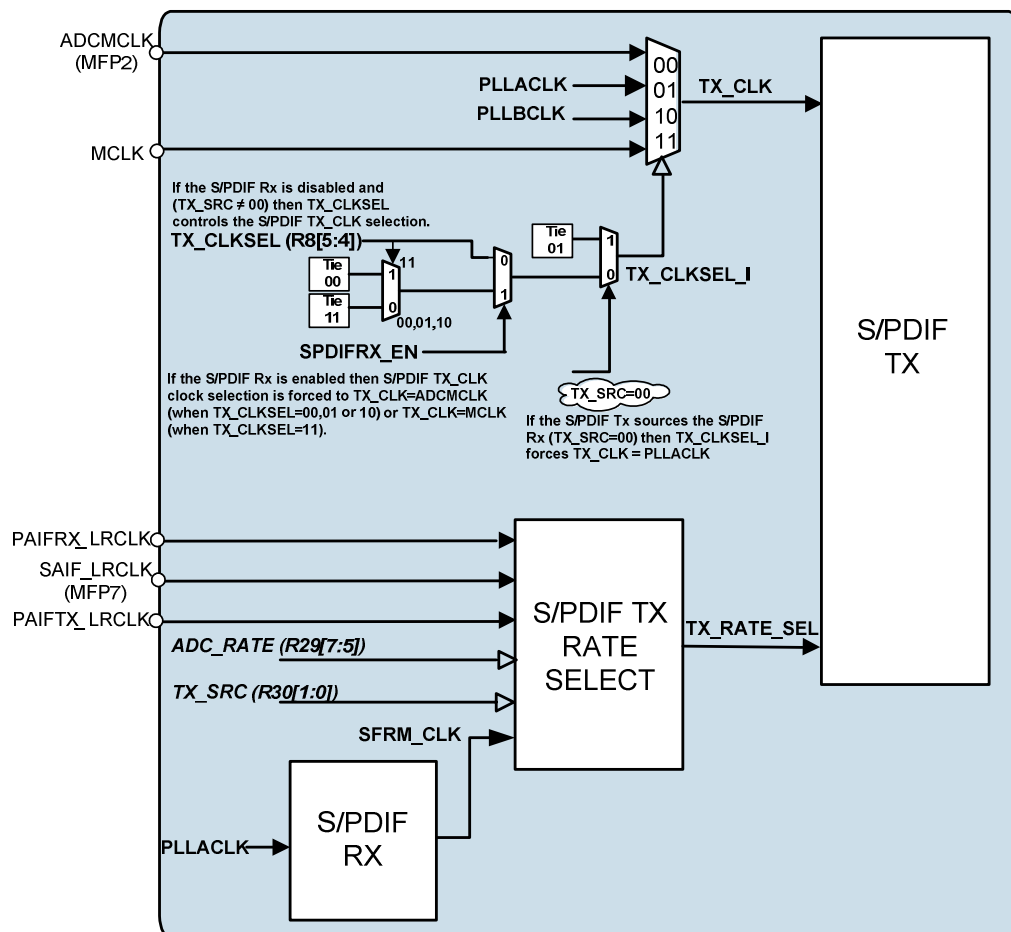 ADCMCLK
(MFP2)
PLLACLK
PLLBCLK
MCLK
00
01
10
11
TX_CLK
S/PDIF
TX
If the S/PDIF Rx is disabled and
(TX_SRC ≠ 00) then TX_CLKSEL
controls the S/PDIF TX_CLK selection.
TX_CLKSEL (R8[5:4])
11
Tie
00
Tie
11
1
0
00,01,10
0
1
SPDIFRX_EN
Tie
01
1
0
TX_CLKSEL_I
TX_SRC=00
If the S/PDIF Rx is enabled then S/PDIF TX_CLK
clock selection is forced to TX_CLK=ADCMCLK
(when TX_CLKSEL=00,01 or 10) or TX_CLK=MCLK
(when TX_CLKSEL=11).
If the S/PDIF Tx sources the S/PDIF
Rx (TX_SRC=00) then TX_CLKSEL_I
forces TX_CLK = PLLACLK
PAIFRX_LRCLK
SAIF_LRCLK
(MFP7)
PAIFTX_LRCLK
ADC_RATE (R29[7:5])
TX_SRC (R30[1:0])
SFRM_CLK
S/PDIF TX
RATE
SELECT
TX_RATE_SEL
PLLACLK
S/PDIF
RX